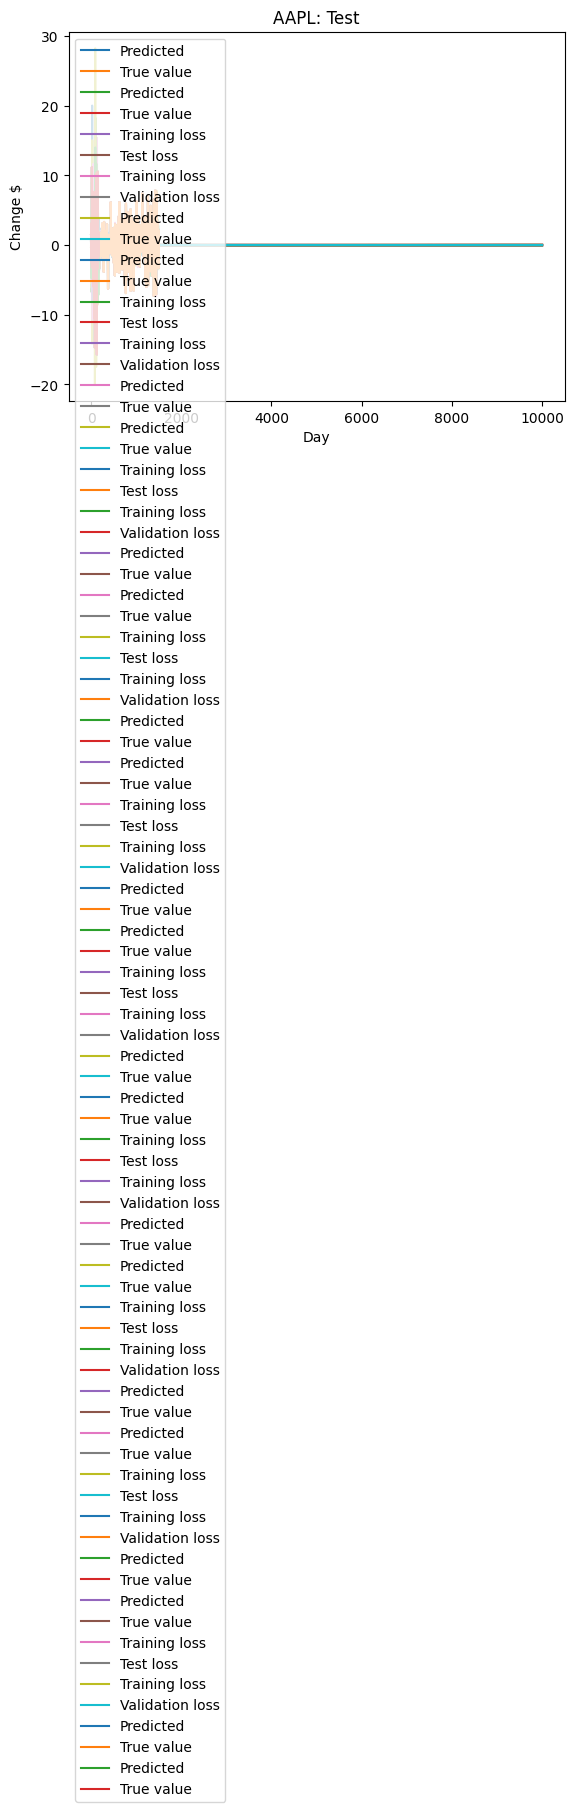 AAPL: Test
Change $
30
20
10
0
−10
−20
0 2000 4000 6000 8000 10000
Day
Predicted
True value
Predicted
True value
Training loss
Test loss
Training loss
Validation loss
Predicted
True value
Predicted
True value
Training loss
Test loss
Training loss
Validation loss
Predicted
True value
Predicted
True value
Training loss
Test loss
Training loss
Validation loss
Predicted
True value
Predicted
True value
Training loss
Test loss
Training loss
Validation loss
Predicted
True value
Predicted
True value
Training loss
Test loss
Training loss
Validation loss
Predicted
True value
Predicted
True value
Training loss
Test loss
Training loss
Validation loss
Predicted
True value
Predicted
True value
Training loss
Test loss
Training loss
Validation loss
Predicted
True value
Predicted
True value
Training loss
Test loss
Training loss
Validation loss
Predicted
True value
Predicted
True value
Training loss
Test loss
Training loss
Validation loss
Predicted
True value
Predicted
True value
Training loss
Test loss
Training loss
Validation loss
Predicted
True value
Predicted
True value